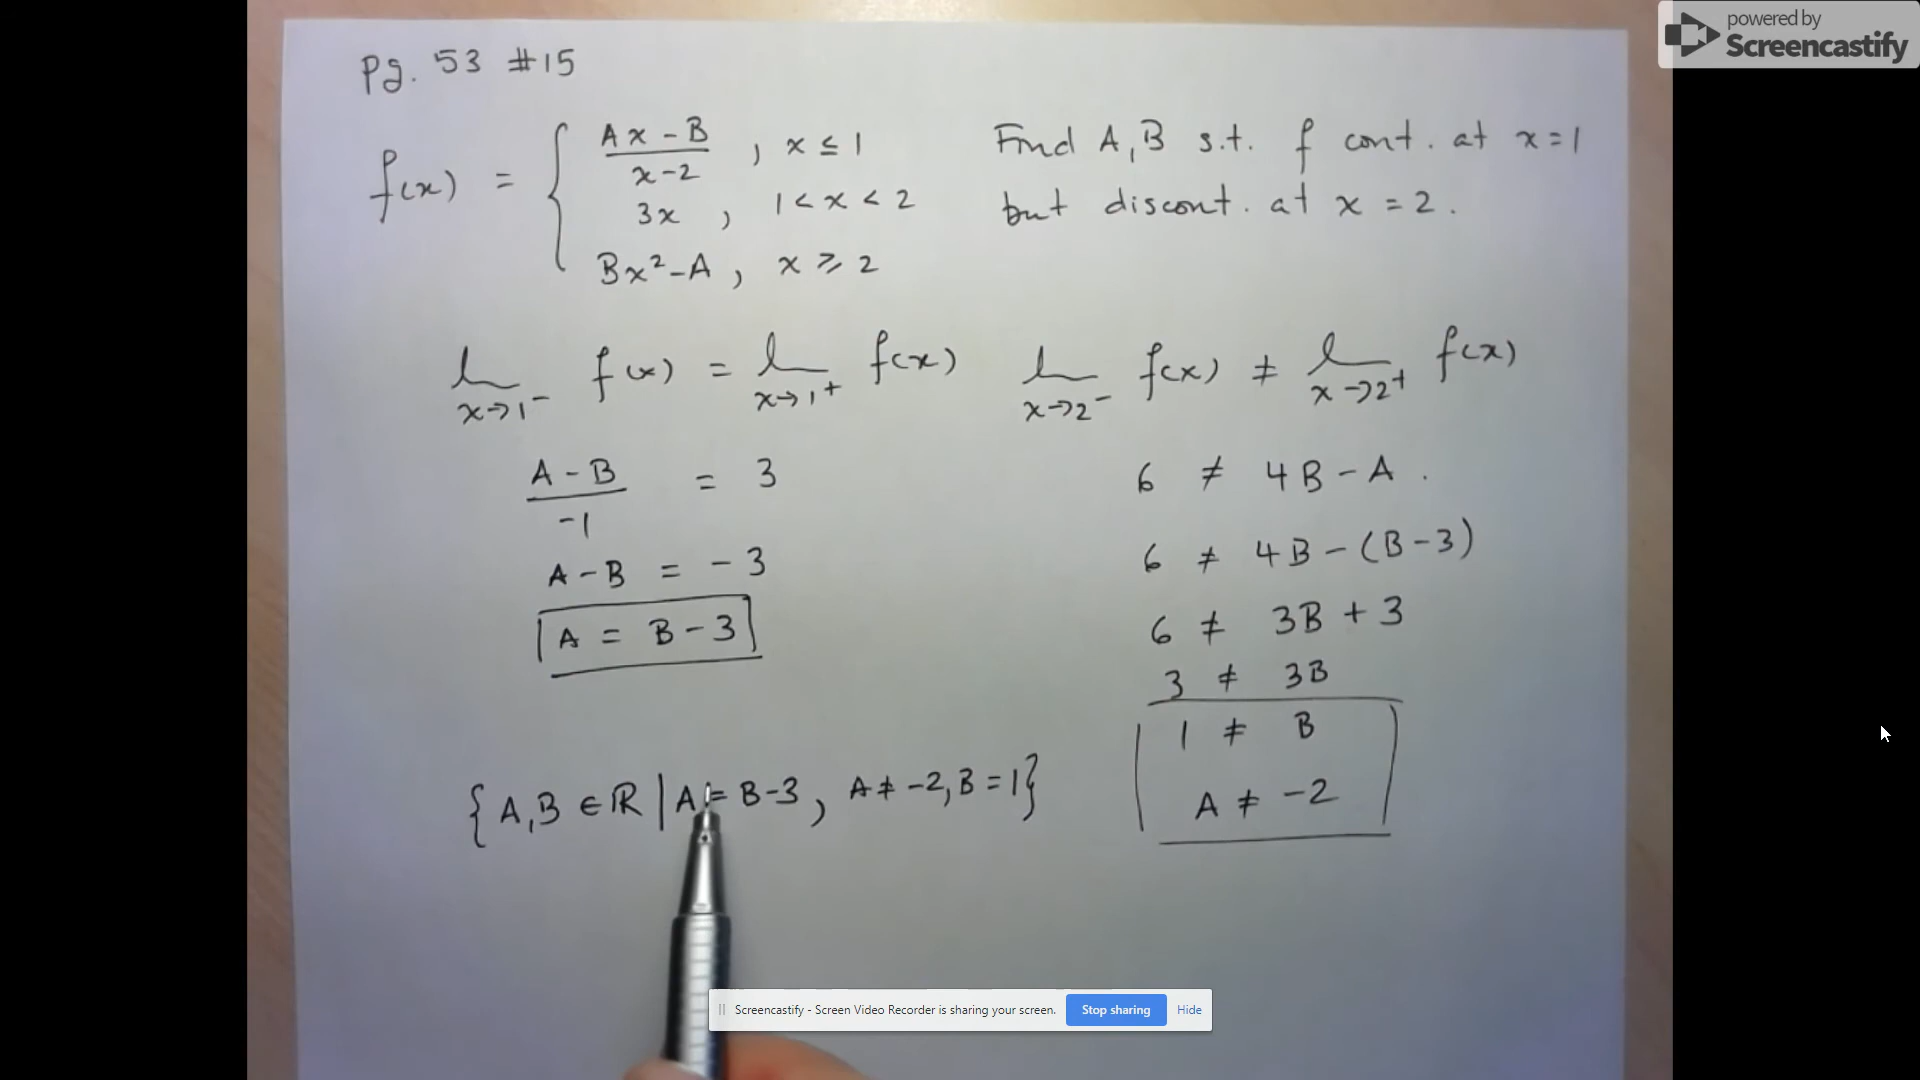 powered by
Screencastify
Pg. 53 #15
f(x) = { (Ax - B)/(x - 2) , x ≤ 1
3x , 1 < x < 2
Bx² - A , x ≥ 2
Find A, B s.t. f cont. at x = 1
but discont. at x = 2.
lim x→1⁻ f(x) = lim x→1⁺ f(x)
(A - B)/-1 = 3
A - B = -3
A = B - 3
lim x→2⁻ f(x) ≠ lim x→2⁺ f(x)
6 ≠ 4B - A.
6 ≠ 4B - (B - 3)
6 ≠ 3B + 3
3 ≠ 3B
1 ≠ B
A ≠ -2
{A, B ∈ ℝ | A = B - 3, A ≠ -2, B = 1}
Screencastify - Screen Video Recorder is sharing your screen. Stop sharing Hide